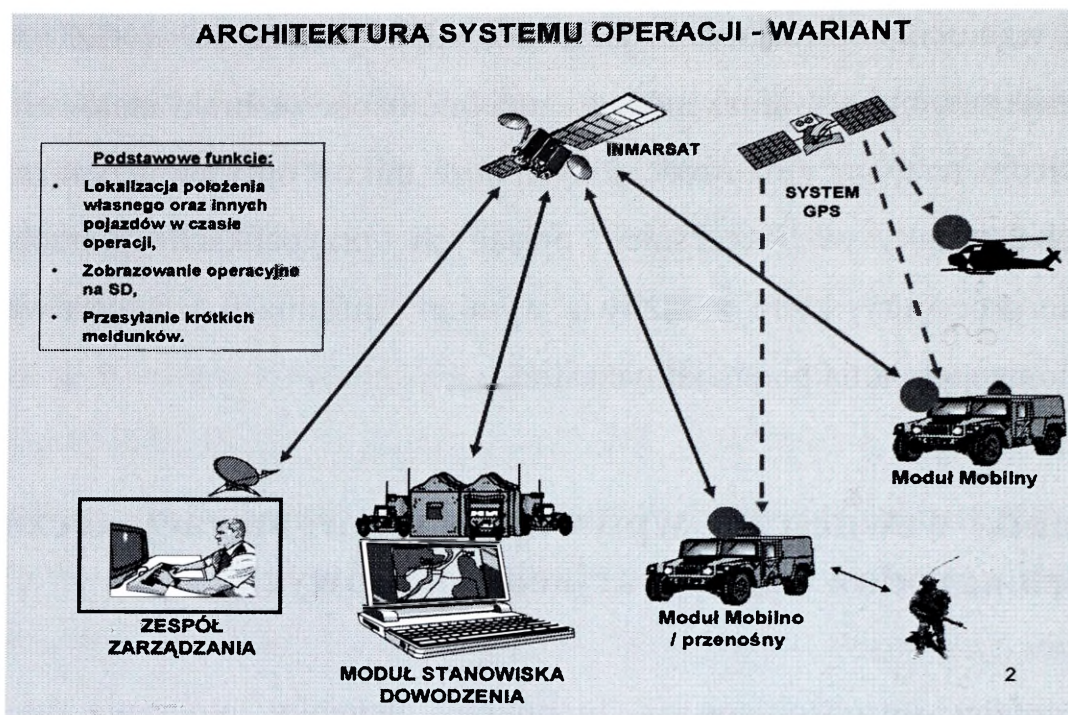 ARCHITEKTURA SYSTEMU OPERACJI - WARIANT
Podstawowe funkcje:
• Lokalizacja położenia
własnego oraz innych
pojazdów w czasie
operacji,
• Zobrazowanie operacyjne
na SD,
• Przesyłanie krótkich
meldunków.
INMARSAT
SYSTEM
GPS
Moduł Mobilny
ZESPÓŁ
ZARZĄDZANIA
MODUŁ STANOWISKA
DOWODZENIA
Moduł Mobilno
/ przenośny
2